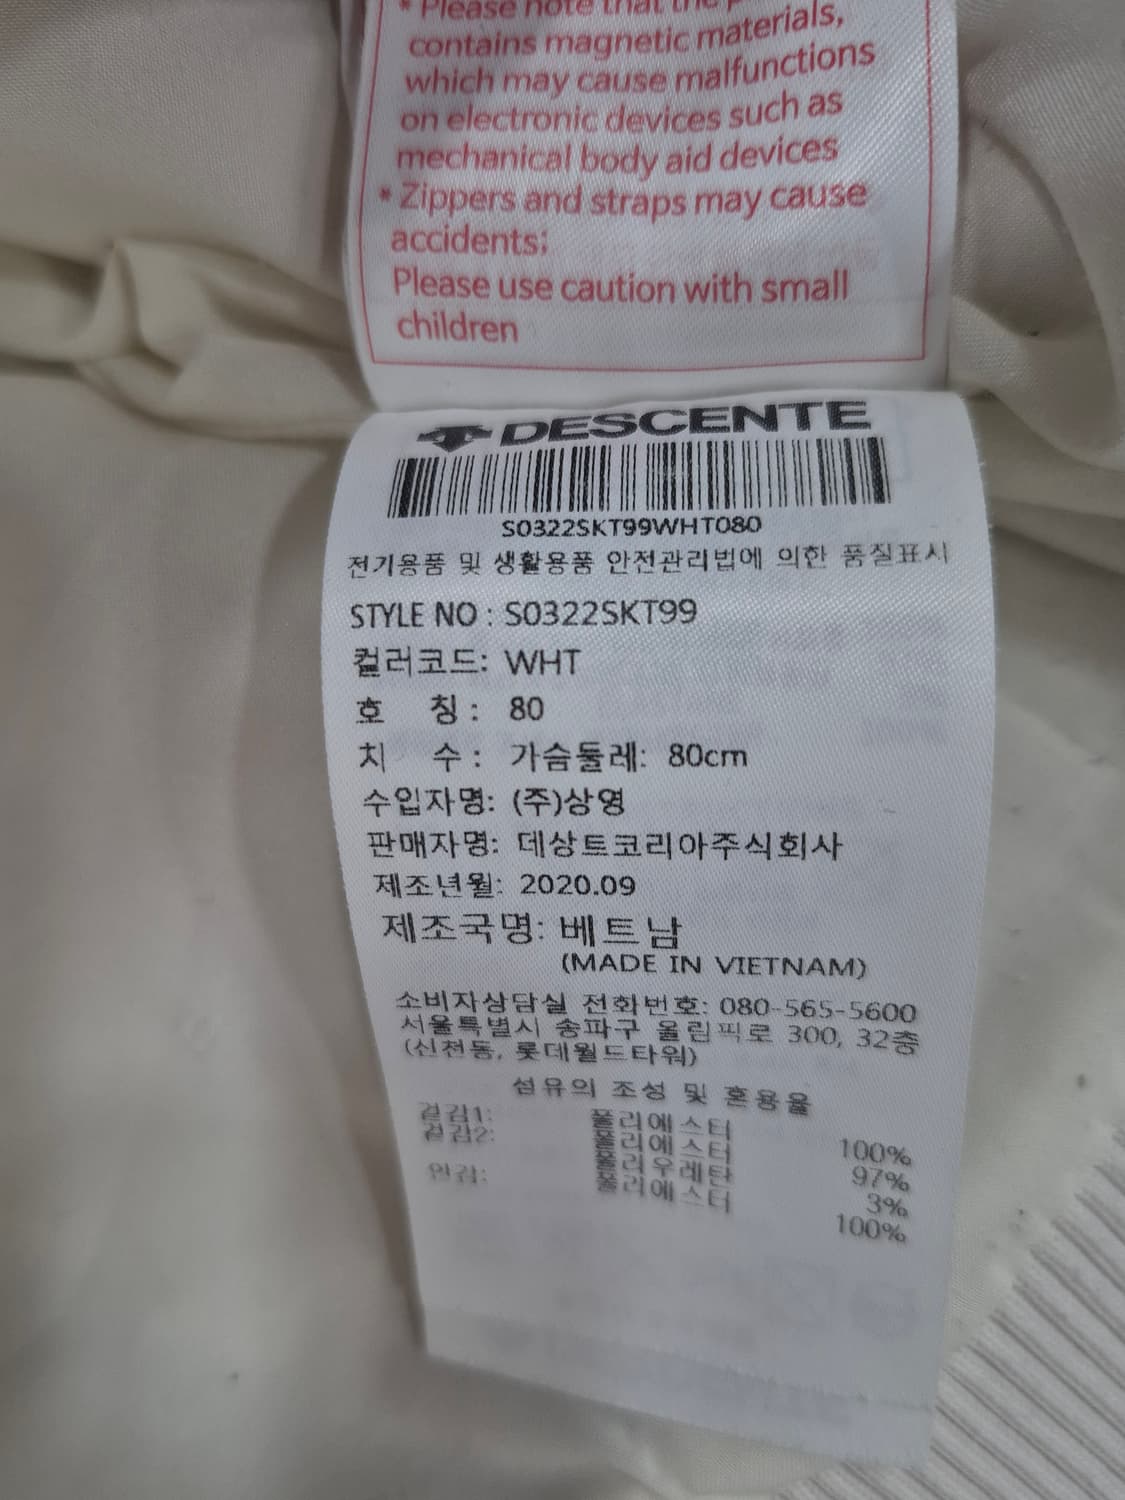 * Please note that the
contains magnetic materials,
which may cause malfunctions
on electronic devices such as
mechanical body aid devices
* Zippers and straps may cause
accidents;
Please use caution with small
children
DESCENTE
S0322SKT99WHT080
전기용품 및 생활용품 안전관리법에 의한 품질표시
STYLE NO : S0322SKT99
컬러코드: WHT
호 칭 : 80
치 수 : 가슴둘레: 80cm
수입자명: (주)상영
판매자명: 데상트코리아주식회사
제조년월: 2020.09
제조국명: 베트남
(MADE IN VIETNAM)
소비자상담실 전화번호: 080-565-5600
서울특별시 송파구 올림픽로 300, 32층
(신천동, 롯데월드타워)
섬유의 조성 및 혼용율
겉감1: 폴리에스터 100%
겉감2: 폴리에스터 97%
폴리우레탄 3%
안감: 폴리에스터 100%